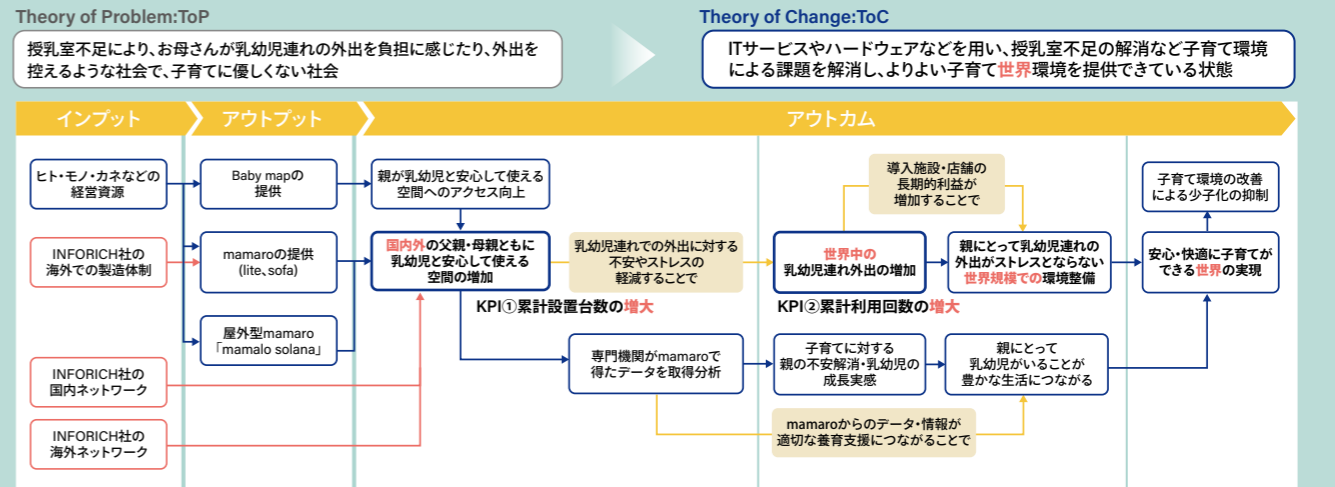 Theory of Problem:ToP
授乳室不足により、お母さんが乳幼児連れの外出を負担に感じたり、外出を
控えるような社会で、子育てに優しくない社会
Theory of Change:ToC
ITサービスやハードウェアなどを用い、授乳室不足の解消など子育て環境
による課題を解消し、よりよい子育て世界環境を提供できている状態
インプット
アウトプット
アウトカム
ヒト・モノ・カネなどの
経営資源
INFORICH社の
海外での製造体制
INFORICH社の
国内ネットワーク
INFORICH社の
海外ネットワーク
Baby mapの
提供
mamaroの提供
(lite、sofa)
屋外型mamaro
「mamalo solana」
親が乳幼児と安心して使える
空間へのアクセス向上
国内外の父親・母親ともに
乳幼児と安心して使える
空間の増加
KPI①累計設置台数の増大
乳幼児連れでの外出に対する
不安やストレスの
軽減することで
専門機関がmamaroで
得たデータを取得分析
導入施設・店舗の
長期的利益が
増加することで
世界中の
乳幼児連れ外出の増加
KPI②累計利用回数の増大
親にとって乳幼児連れの
外出がストレスとならない
世界規模での環境整備
子育てに対する
親の不安解消・乳幼児の
成長実感
親にとって
乳幼児がいることが
豊かな生活につながる
mamaroからのデータ・情報が
適切な養育支援につながることで
子育て環境の改善
による少子化の抑制
安心・快適に子育てが
できる世界の実現